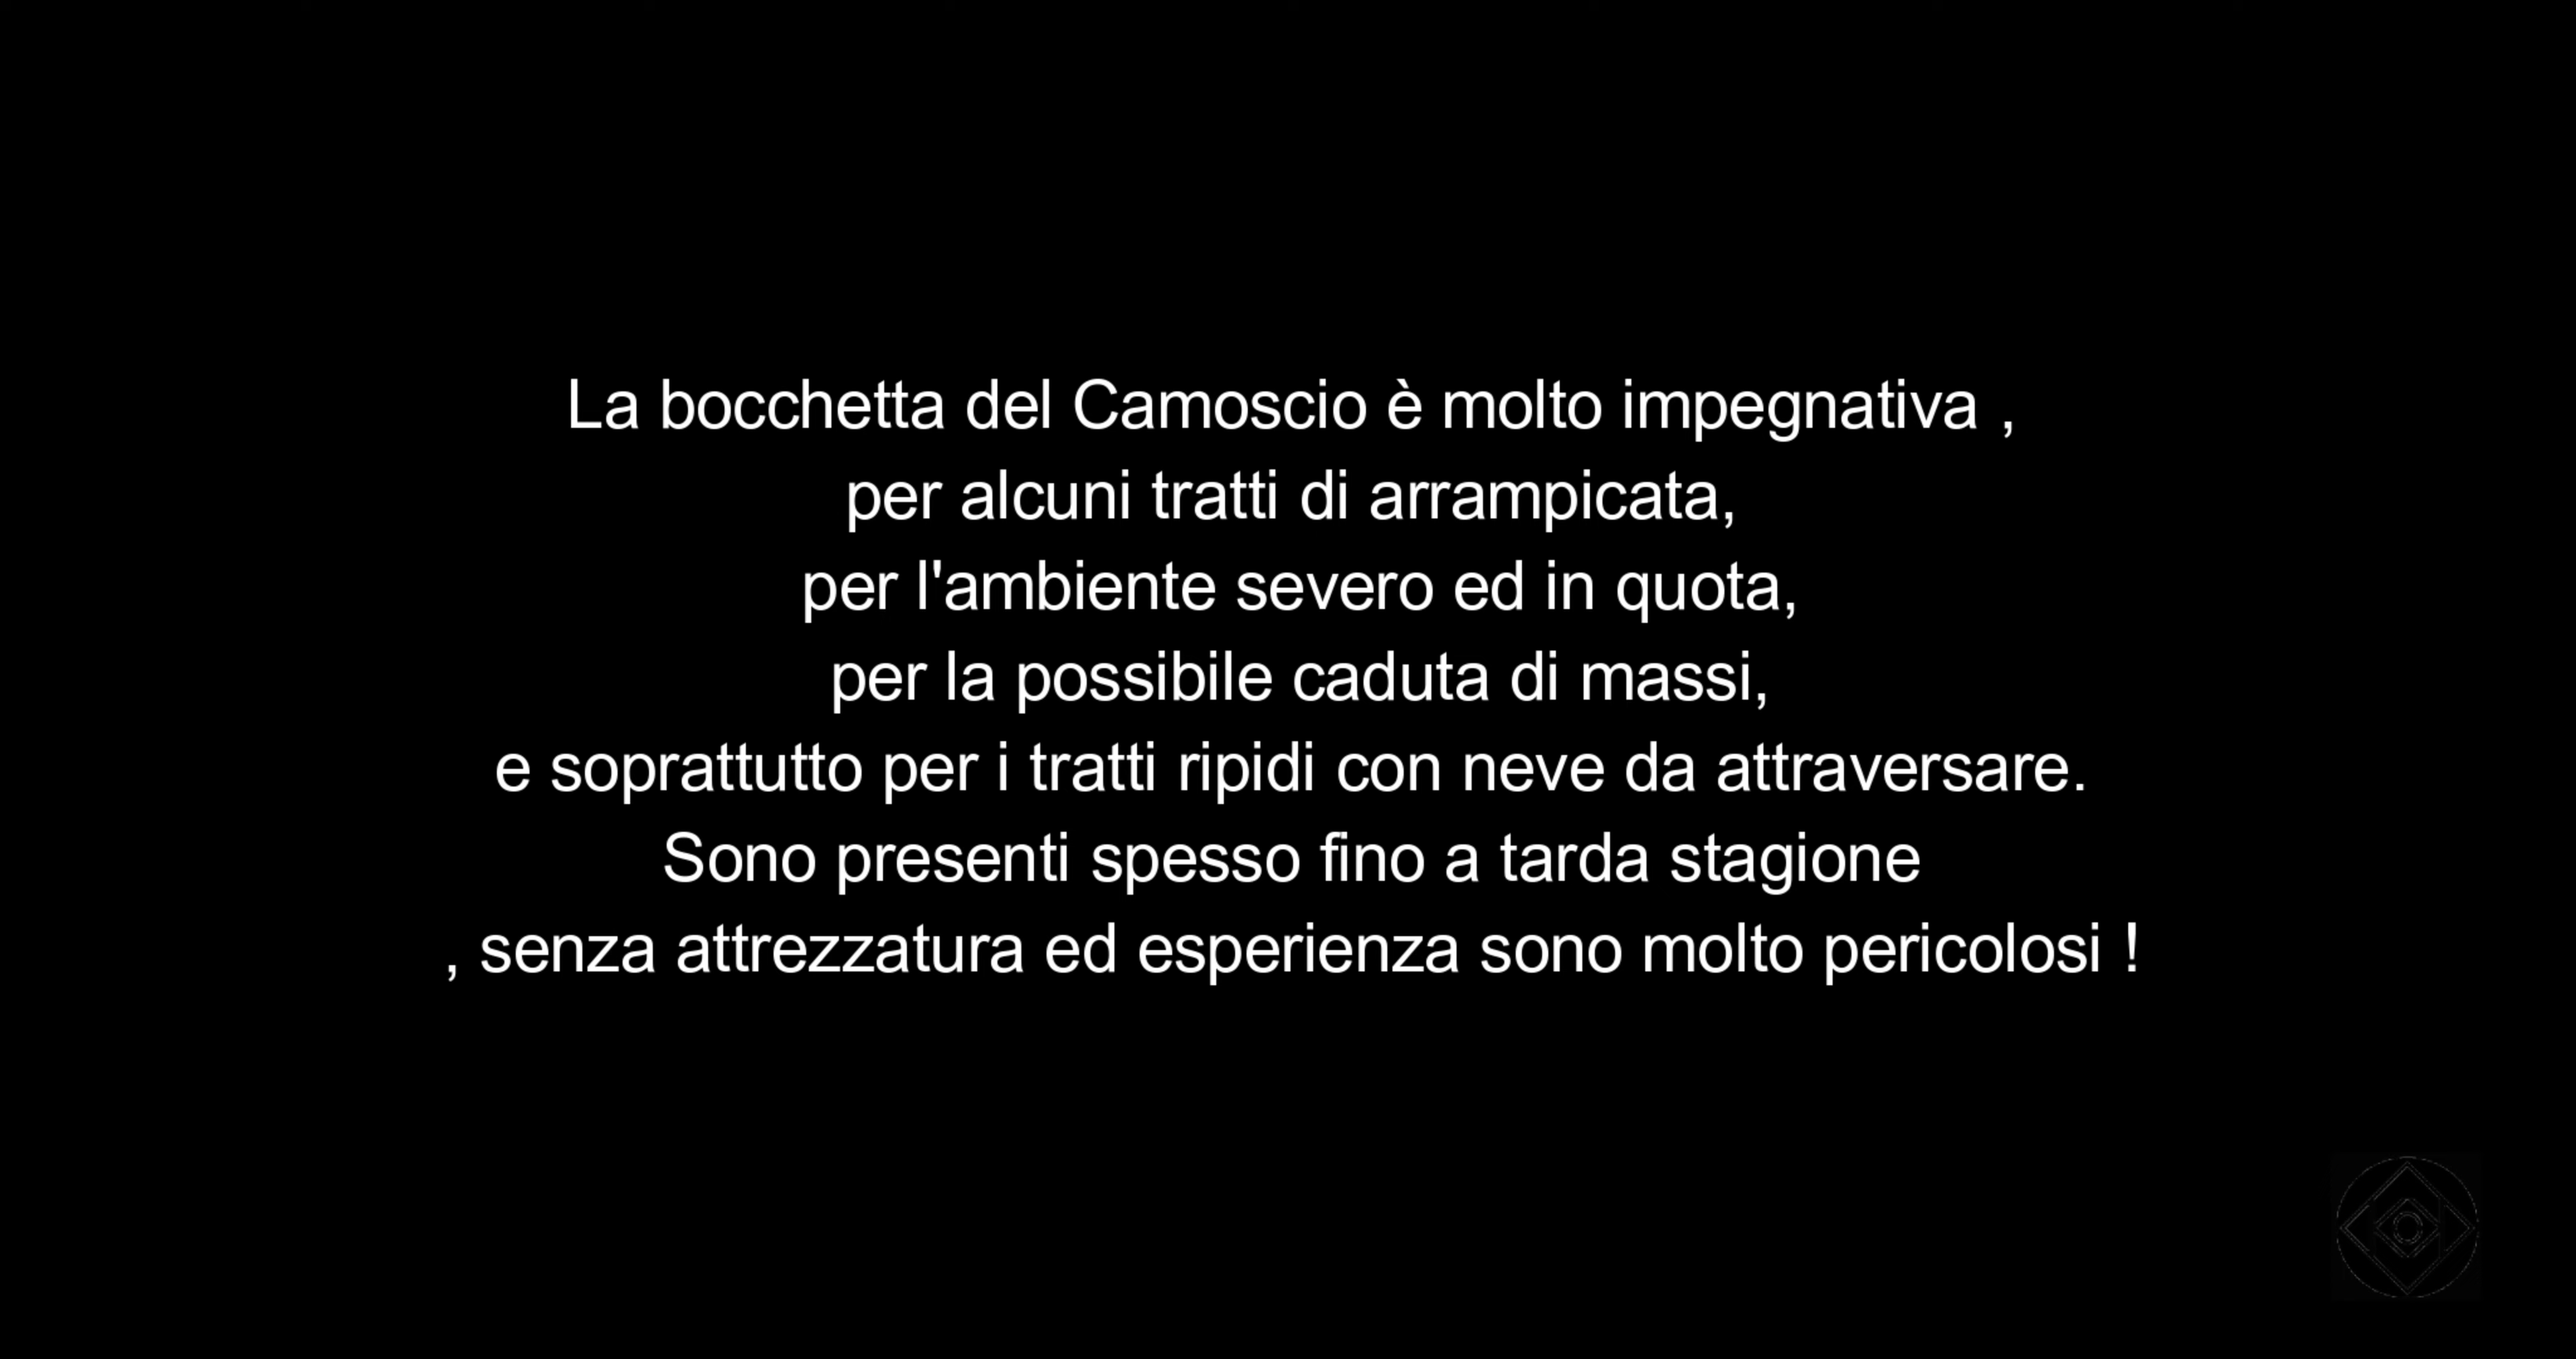 La bocchetta del Camoscio è molto impegnativa ,
per alcuni tratti di arrampicata,
per l'ambiente severo ed in quota,
per la possibile caduta di massi,
e soprattutto per i tratti ripidi con neve da attraversare.
Sono presenti spesso fino a tarda stagione
, senza attrezzatura ed esperienza sono molto pericolosi !